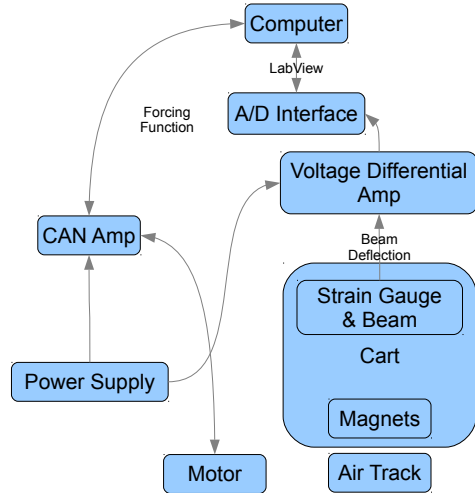 Computer
LabView
Forcing
Function
A/D Interface
Voltage Differential
Amp
CAN Amp
Beam
Deflection
Strain Gauge
& Beam
Cart
Power Supply
Magnets
Motor
Air Track